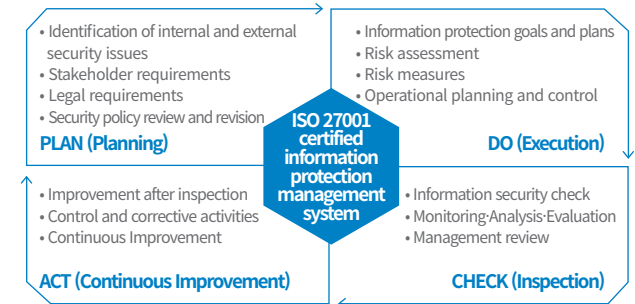 • Identification of internal and external
security issues
• Stakeholder requirements
• Legal requirements
• Security policy review and revision
PLAN (Planning)
• Information protection goals and plans
• Risk assessment
• Risk measures
• Operational planning and control
DO (Execution)
ISO 27001
certified
information
protection
management
system
• Improvement after inspection
• Control and corrective activities
• Continuous Improvement
ACT (Continuous Improvement)
• Information security check
• Monitoring·Analysis·Evaluation
• Management review
CHECK (Inspection)